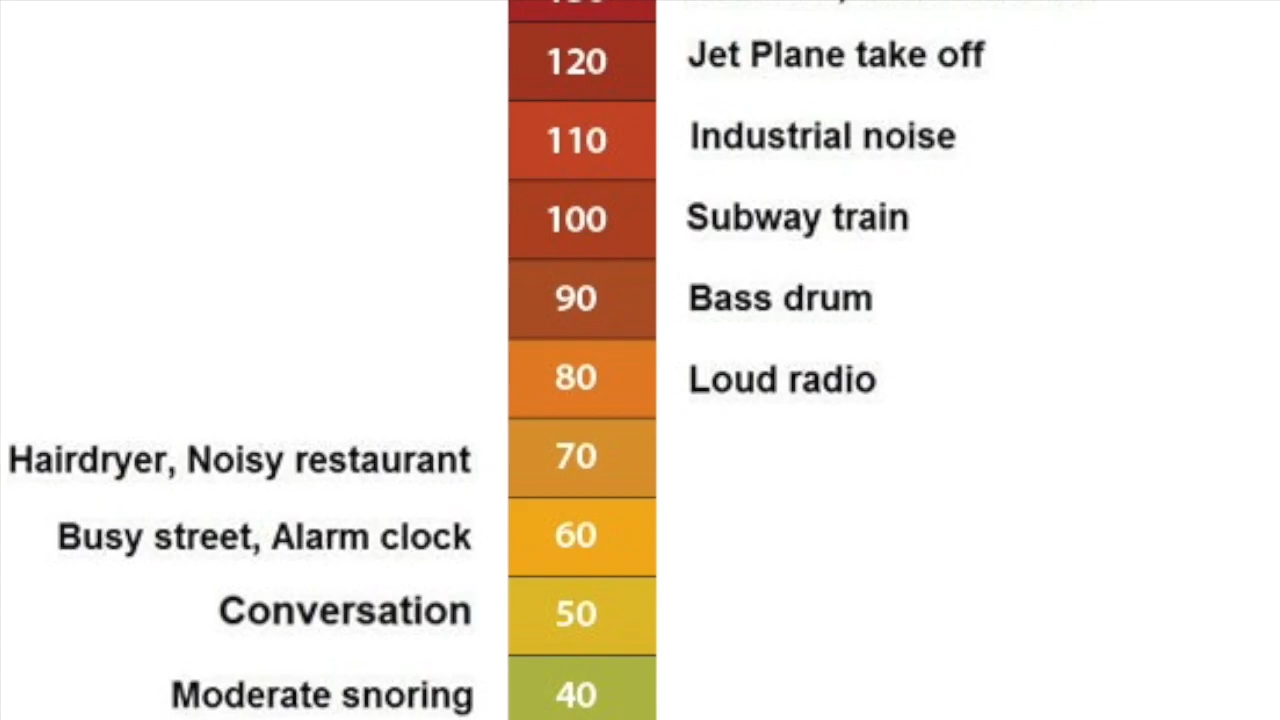 120 Jet Plane take off
110 Industrial noise
100 Subway train
90 Bass drum
80 Loud radio
Hairdryer, Noisy restaurant 70
Busy street, Alarm clock 60
Conversation 50
Moderate snoring 40